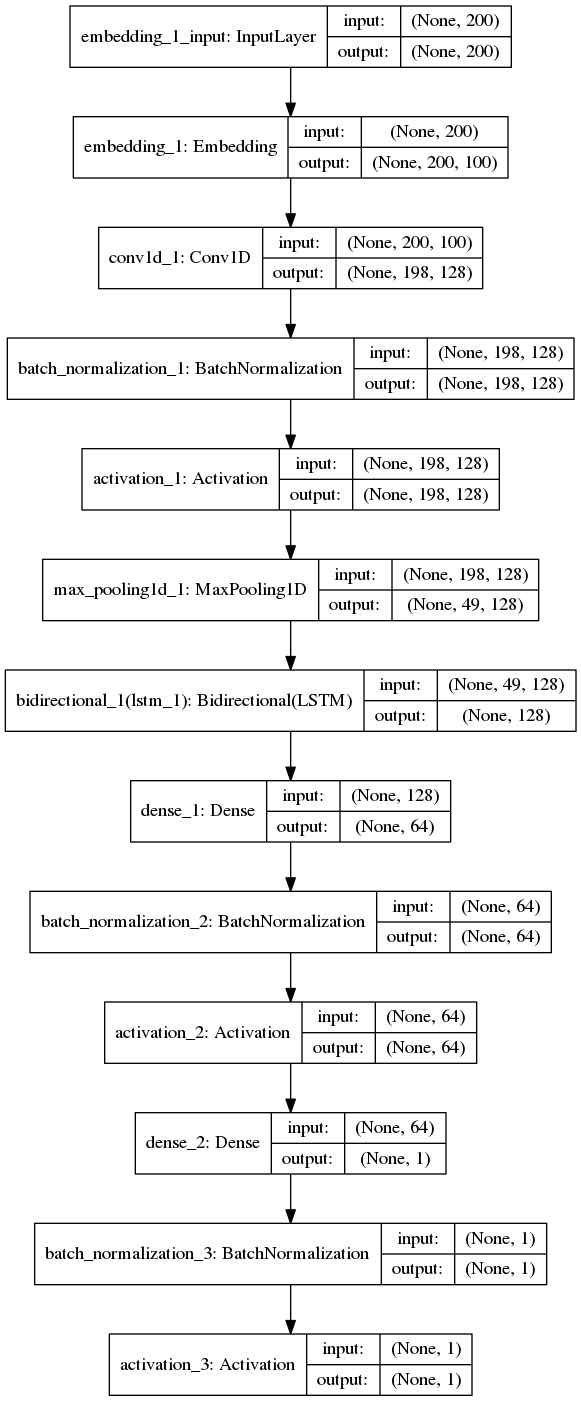 embedding_1_input: InputLayer
input: (None, 200)
output: (None, 200)
embedding_1: Embedding
input: (None, 200)
output: (None, 200, 100)
conv1d_1: Conv1D
input: (None, 200, 100)
output: (None, 198, 128)
batch_normalization_1: BatchNormalization
input: (None, 198, 128)
output: (None, 198, 128)
activation_1: Activation
input: (None, 198, 128)
output: (None, 198, 128)
max_pooling1d_1: MaxPooling1D
input: (None, 198, 128)
output: (None, 49, 128)
bidirectional_1(lstm_1): Bidirectional(LSTM)
input: (None, 49, 128)
output: (None, 128)
dense_1: Dense
input: (None, 128)
output: (None, 64)
batch_normalization_2: BatchNormalization
input: (None, 64)
output: (None, 64)
activation_2: Activation
input: (None, 64)
output: (None, 64)
dense_2: Dense
input: (None, 64)
output: (None, 1)
batch_normalization_3: BatchNormalization
input: (None, 1)
output: (None, 1)
activation_3: Activation
input: (None, 1)
output: (None, 1)